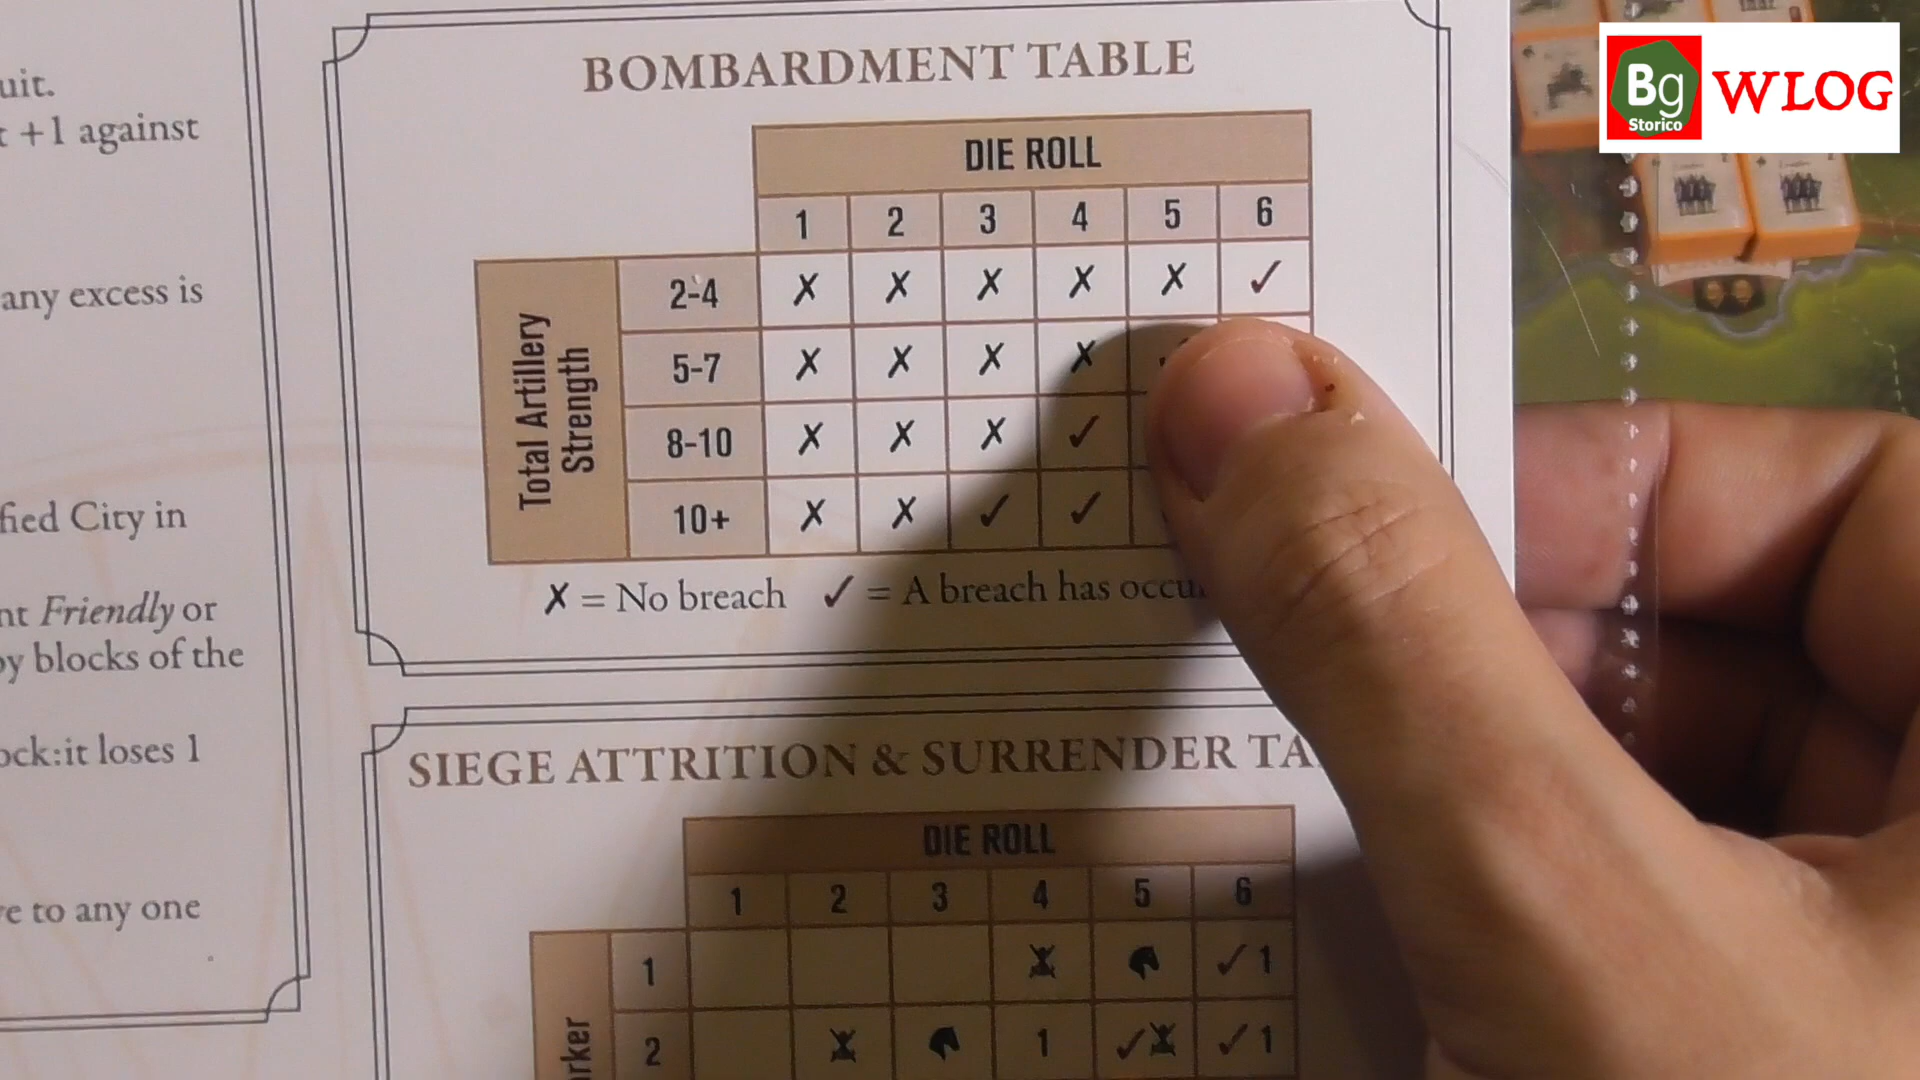 uit.
+1 against
any excess is
fied City in
nt Friendly or
by blocks of the
ock:it loses 1
re to any one
BOMBARDMENT TABLE
DIE ROLL
1 2 3 4 5 6
Total Artillery
Strength
2-4 ✗ ✗ ✗ ✗ ✗ ✓
5-7 ✗ ✗ ✗ ✗
8-10 ✗ ✗ ✗ ✓
10+ ✗ ✗ ✓ ✓
✗ = No breach ✓ = A breach has occu
SIEGE ATTRITION & SURRENDER TA
DIE ROLL
1 2 3 4 5 6
rker
1 ✓ 1
2 1 ✓ ✓ 1
Bg
Storico
WLOG